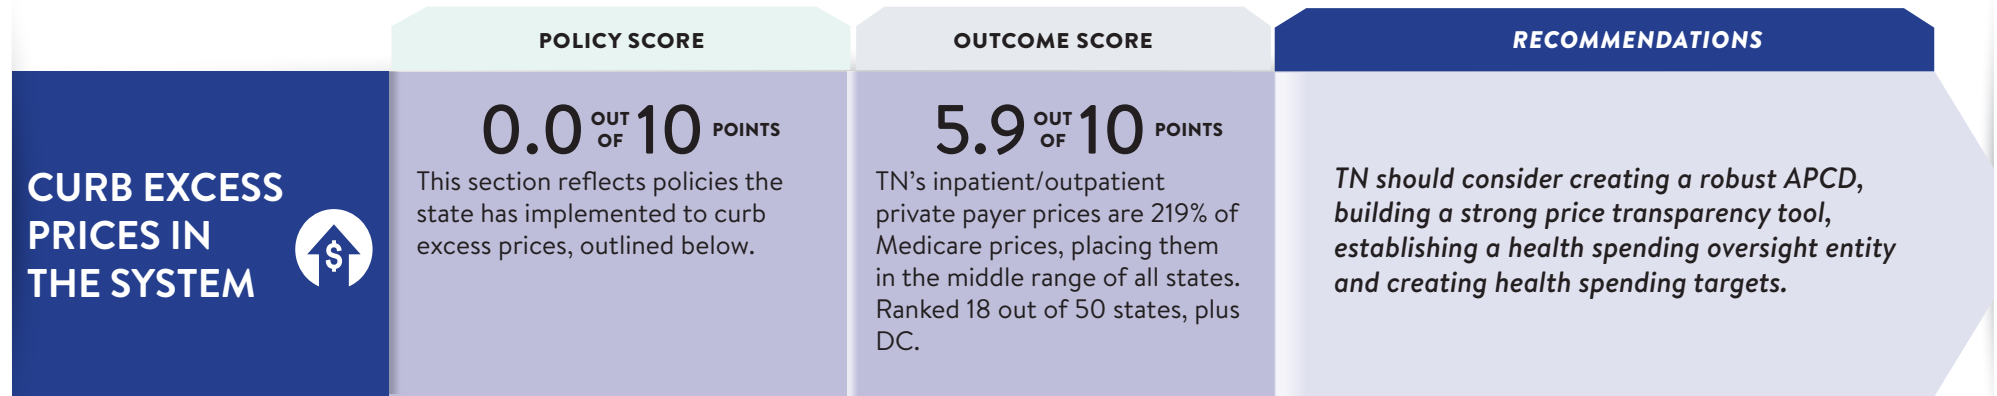 POLICY SCORE
OUTCOME SCORE
RECOMMENDATIONS
CURB EXCESS
PRICES IN
THE SYSTEM
$
0.0 OUT OF 10 POINTS
This section reflects policies the
state has implemented to curb
excess prices, outlined below.
5.9 OUT OF 10 POINTS
TN’s inpatient/outpatient
private payer prices are 219% of
Medicare prices, placing them
in the middle range of all states.
Ranked 18 out of 50 states, plus
DC.
TN should consider creating a robust APCD,
building a strong price transparency tool,
establishing a health spending oversight entity
and creating health spending targets.